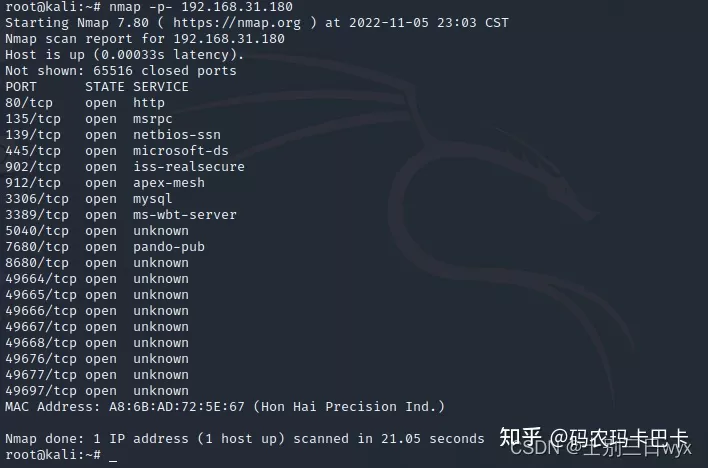 root@kali:~# nmap -p- 192.168.31.180
Starting Nmap 7.80 ( https://nmap.org ) at 2022-11-05 23:03 CST
Nmap scan report for 192.168.31.180
Host is up (0.00033s latency).
Not shown: 65516 closed ports
PORT      STATE SERVICE
80/tcp    open  http
135/tcp   open  msrpc
139/tcp   open  netbios-ssn
445/tcp   open  microsoft-ds
902/tcp   open  iss-realsecure
912/tcp   open  apex-mesh
3306/tcp  open  mysql
3389/tcp  open  ms-wbt-server
5040/tcp  open  unknown
7680/tcp  open  pando-pub
8680/tcp  open  unknown
49664/tcp open  unknown
49665/tcp open  unknown
49666/tcp open  unknown
49667/tcp open  unknown
49668/tcp open  unknown
49676/tcp open  unknown
49677/tcp open  unknown
49697/tcp open  unknown
MAC Address: A8:6B:AD:72:5E:67 (Hon Hai Precision Ind.)
Nmap done: 1 IP address (1 host up) scanned in 21.05 seconds
知乎 @码农玛卡巴卡
CSDN @士别三日wyx
root@kali:~# _